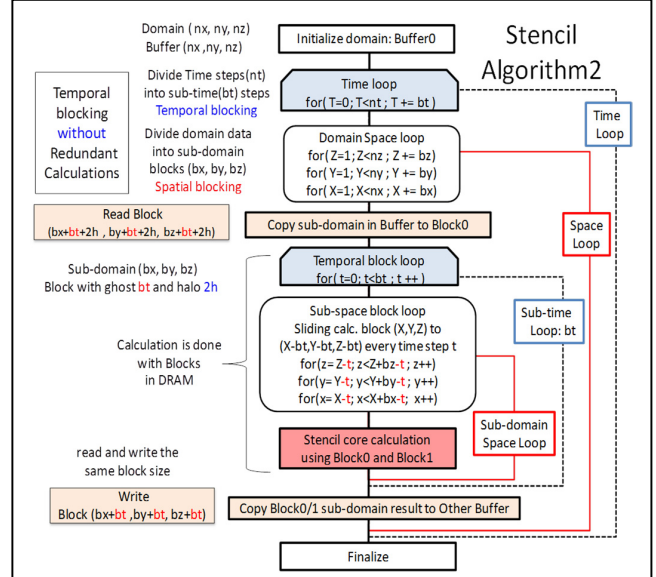 Stencil
Algorithm2
Domain ( nx, ny, nz)
Buffer (nx ,ny, nz)
Initialize domain: Buffer0
Temporal
blocking
without
Redundant
Calculations
Divide Time steps(nt)
into sub-time(bt) steps
Temporal blocking
Time loop
for( T=0; T<nt ; T += bt )
Time
Loop
Divide domain data
into sub-domain
blocks (bx, by, bz)
Spatial blocking
Domain Space loop
for( Z=1; Z<nz ; Z += bz)
for( Y=1; Y<ny ; Y += by)
for( X=1; X<nx ; X += bx)
Read Block
(bx+bt+2h , by+bt+2h, bz+bt+2h)
Copy sub-domain in Buffer to Block0
Space
Loop
Sub-domain (bx, by, bz)
Block with ghost bt and halo 2h
Temporal block loop
for( t=0; t<bt ; t ++)
Sub-time
Loop: bt
Calculation is done
with Blocks
in DRAM
Sub-space block loop
Sliding calc. block (X,Y,Z) to
(X-bt,Y-bt,Z-bt) every time step t
for(z= Z-t; z<Z+bz-t ; z++)
for(y= Y-t; y<Y+by-t ; y++)
for(x= X-t; x<X+bx-t ; x++)
Sub-domain
Space Loop
Stencil core calculation
using Block0 and Block1
read and write the
same block size
Write
Block (bx+bt ,by+bt, bz+bt)
Copy Block0/1 sub-domain result to Other Buffer
Finalize